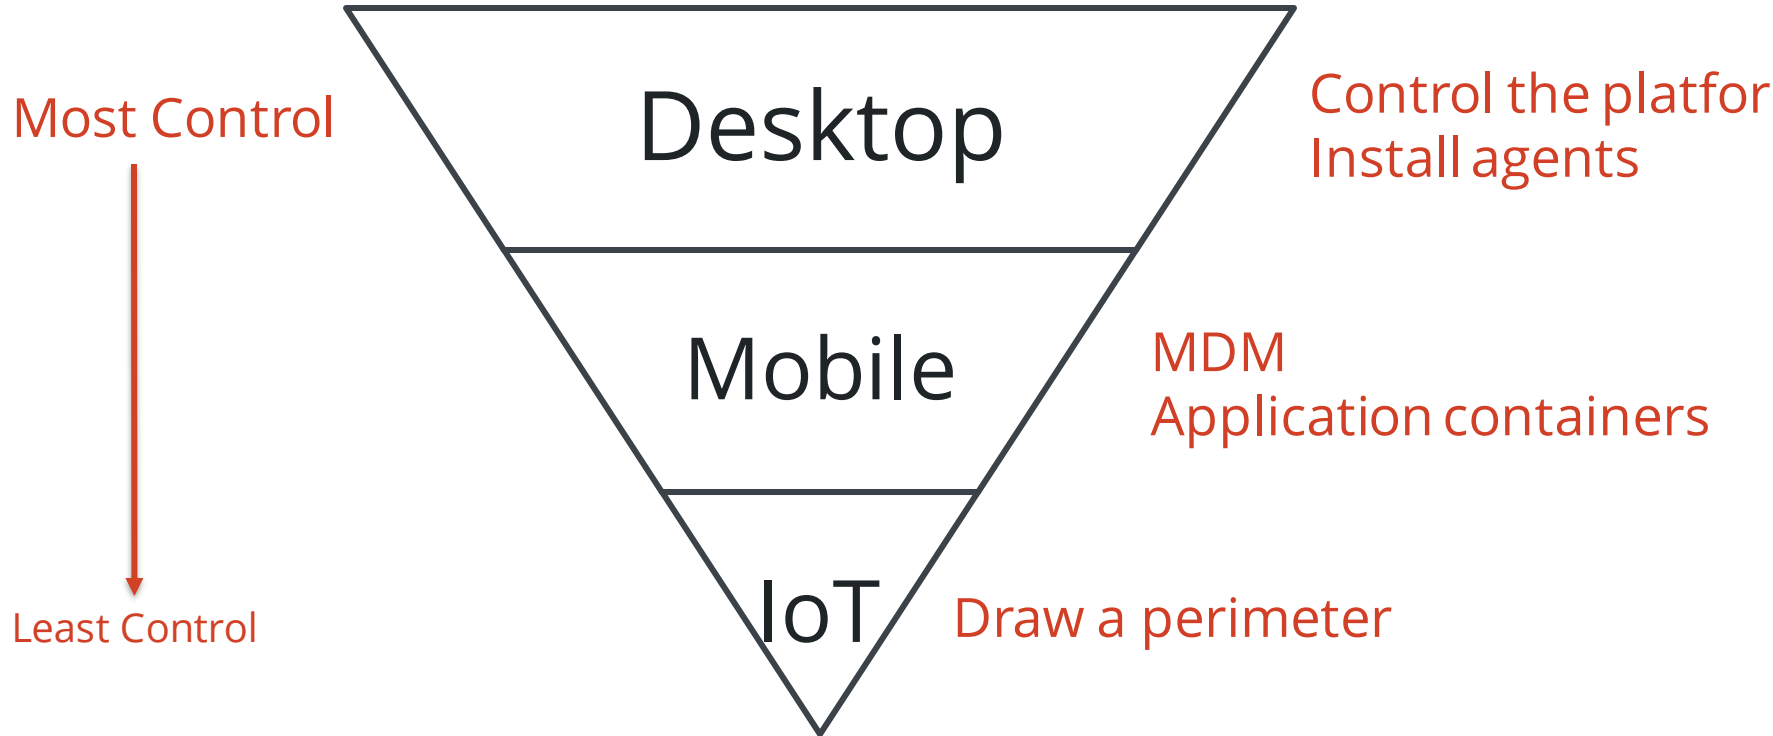 Most Control
Desktop
Control the platfor
Install agents
Mobile
MDM
Application containers
IoT
Least Control
Draw a perimeter